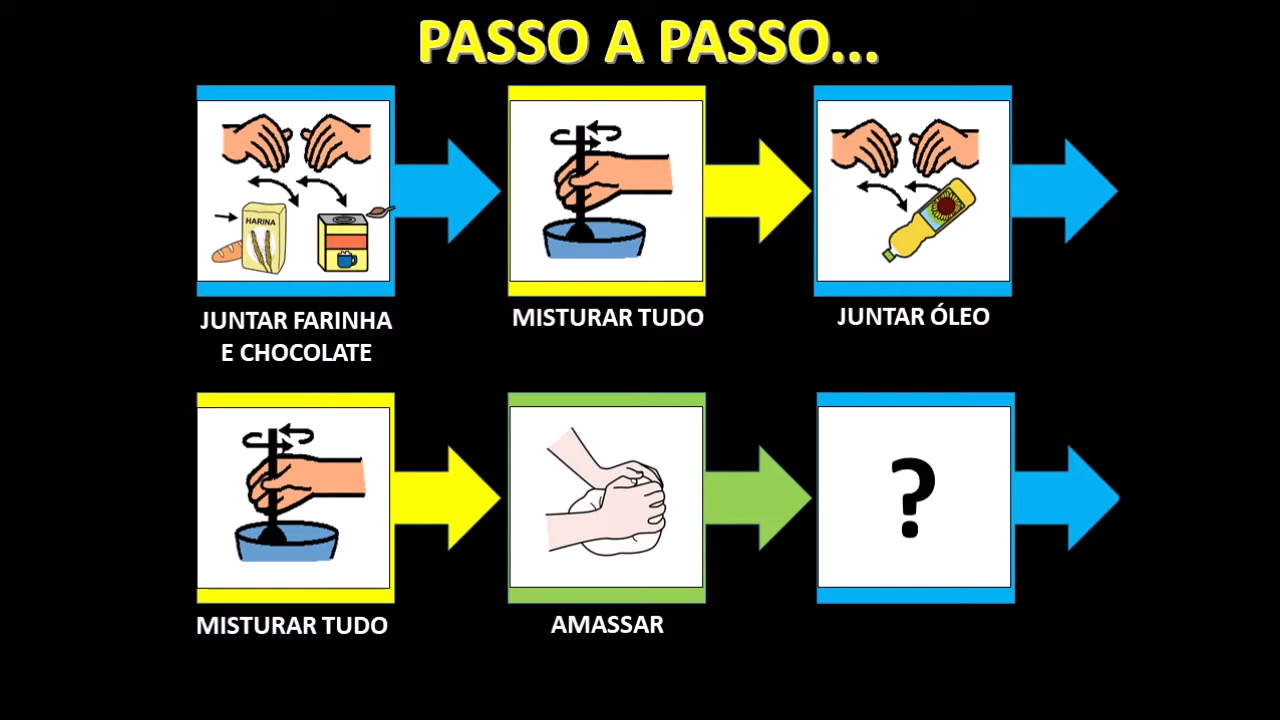 PASSO A PASSO...
HARINA
JUNTAR FARINHA
E CHOCOLATE
MISTURAR TUDO
JUNTAR ÓLEO
?
MISTURAR TUDO
AMASSAR